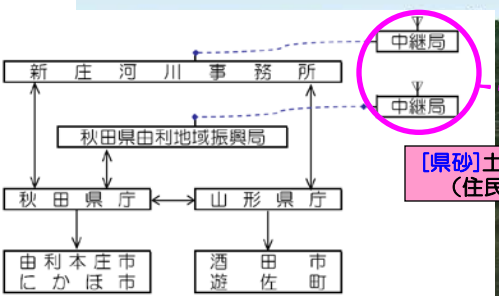 中継局
新庄河川事務所
中継局
秋田県由利地域振興局
[県砂]土
(住民
秋田県庁
山形県庁
由利本庄市
にかほ市
酒田市
遊佐町